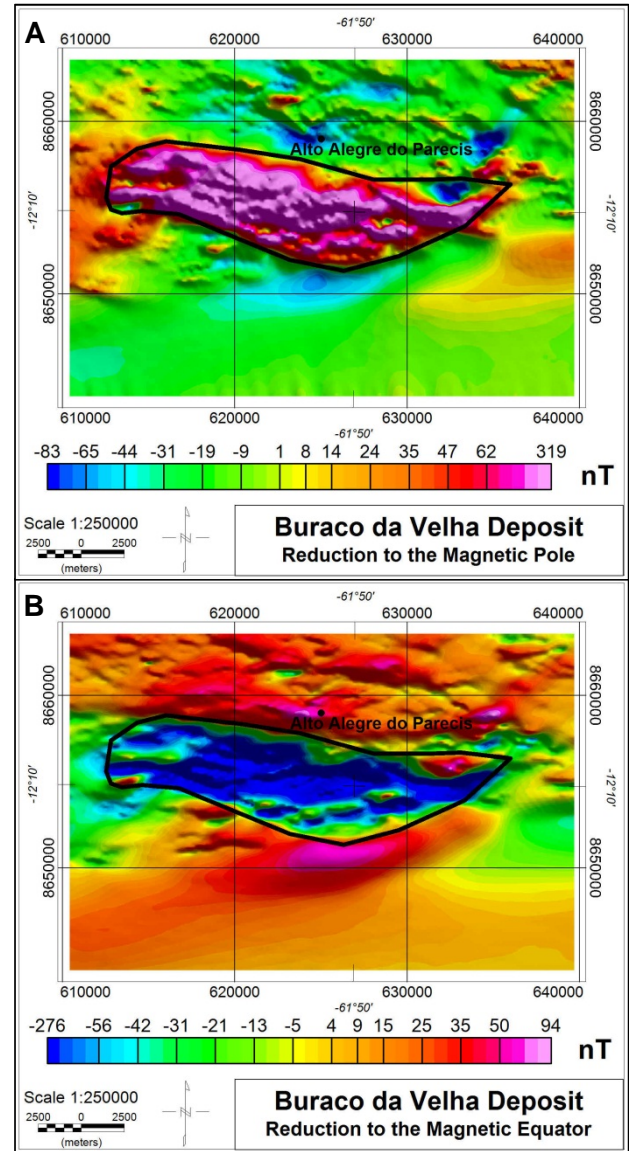 A
-61°50'
610000 620000 630000 640000
8660000 8660000
Alto Alegre do Parecis
-12°10' -12°10'
8650000 8650000
610000 620000 630000 640000
-61°50'
-83 -65 -44 -31 -19 -9 1 8 14 24 35 47 62 319
nT
Scale 1:250000
2500 0 2500
(meters)
N
Buraco da Velha Deposit
Reduction to the Magnetic Pole
B
-61°50'
610000 620000 630000 640000
8660000 8660000
Alto Alegre do Parecis
-12°10' -12°10'
8650000 8650000
610000 620000 630000 640000
-61°50'
-276 -56 -42 -31 -21 -13 -5 4 9 15 25 35 50 94
nT
Scale 1:250000
2500 0 2500
(meters)
N
Buraco da Velha Deposit
Reduction to the Magnetic Equator